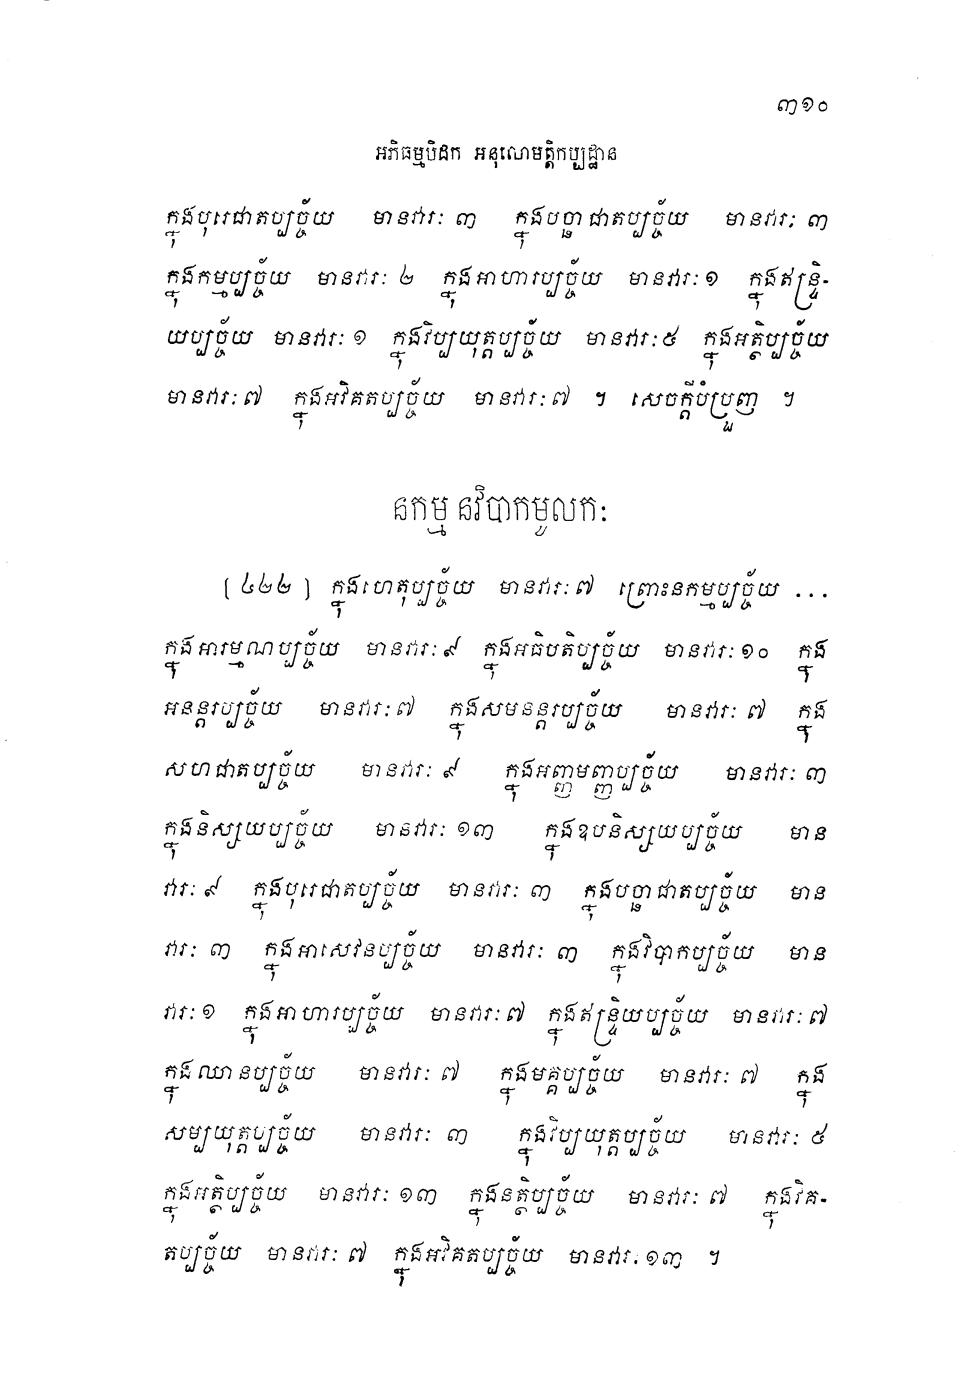 ៣១០
អភិធម្មបិដក អនុលោមត្តិកប្បដ្ឋាន
ក្នុងបុរេជាតប្បច្ច័យ មានវារៈ ៣ ក្នុងបច្ឆាជាតប្បច្ច័យ មានវារៈ ៣
ក្នុងកម្មប្បច្ច័យ មានវារៈ ២ ក្នុងអាហារប្បច្ច័យ មានវារៈ ១ ក្នុងឥន្ទ្រិ-
យប្បច្ច័យ មានវារៈ ១ ក្នុងវិប្បយុត្តប្បច្ច័យ មានវារៈ ៥ ក្នុងអត្ថិប្បច្ច័យ
មានវារៈ ៧ ក្នុងអវិគតប្បច្ច័យ មានវារៈ ៧ ។ សេចក្តីបំប្រួញ ។
នកម្ម នវិបាកមូលកៈ
(៤២២) ក្នុងហេតុប្បច្ច័យ មានវារៈ ៧ ព្រោះនកម្មប្បច្ច័យ ...
ក្នុងអារម្មណប្បច្ច័យ មានវារៈ ៩ ក្នុងអធិបតិប្បច្ច័យ មានវារៈ ១០ ក្នុង
អនន្តរប្បច្ច័យ មានវារៈ ៧ ក្នុងសមនន្តរប្បច្ច័យ មានវារៈ ៧ ក្នុង
សហជាតប្បច្ច័យ មានវារៈ ៩ ក្នុងអញ្ញមញ្ញប្បច្ច័យ មានវារៈ ៣
ក្នុងនិស្សយប្បច្ច័យ មានវារៈ ១៣ ក្នុងឧបនិស្សយប្បច្ច័យ មាន
វារៈ ៩ ក្នុងបុរេជាតប្បច្ច័យ មានវារៈ ៣ ក្នុងបច្ឆាជាតប្បច្ច័យ មាន
វារៈ ៣ ក្នុងអាសេវនប្បច្ច័យ មានវារៈ ៣ ក្នុងវិបាកប្បច្ច័យ មាន
វារៈ ១ ក្នុងអាហារប្បច្ច័យ មានវារៈ ៧ ក្នុងឥន្ទ្រិយប្បច្ច័យ មានវារៈ ៧
ក្នុងឈានប្បច្ច័យ មានវារៈ ៧ ក្នុងមគ្គប្បច្ច័យ មានវារៈ ៧ ក្នុង
សម្បយុត្តប្បច្ច័យ មានវារៈ ៣ ក្នុងវិប្បយុត្តប្បច្ច័យ មានវារៈ ៥
ក្នុងអត្ថិប្បច្ច័យ មានវារៈ ១៣ ក្នុងនត្ថិប្បច្ច័យ មានវារៈ ៧ ក្នុងវិគ-
តប្បច្ច័យ មានវារៈ ៧ ក្នុងអវិគតប្បច្ច័យ មានវារៈ ១៣ ។